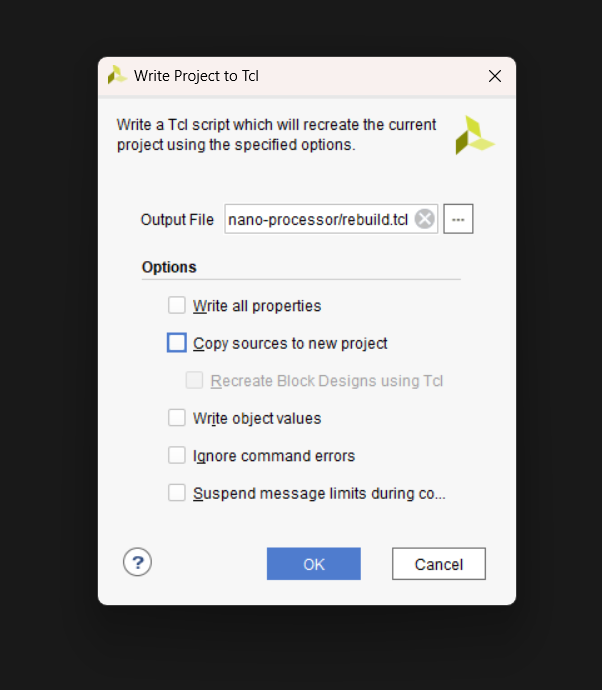 Write Project to Tcl
Write a Tcl script which will recreate the current
project using the specified options.
Output File nano-processor/rebuild.tcl ...
Options
Write all properties
Copy sources to new project
Recreate Block Designs using Tcl
Write object values
Ignore command errors
Suspend message limits during co...
? OK Cancel